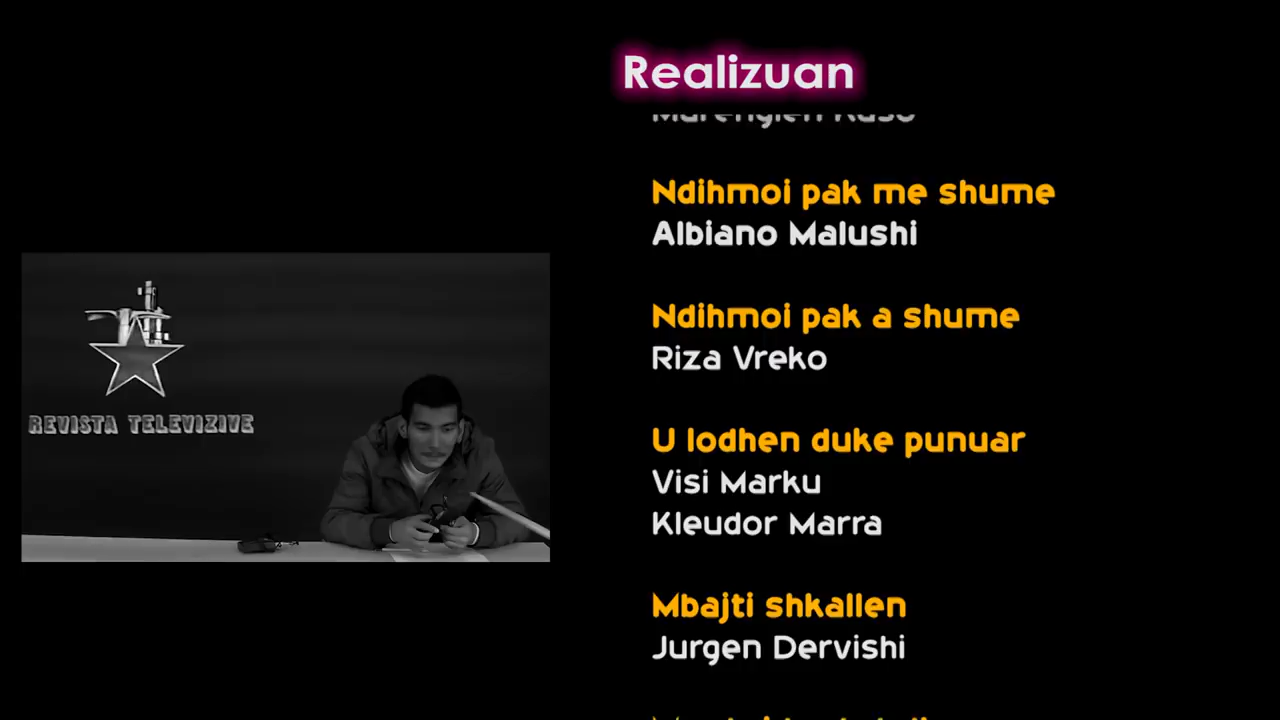 Realizuan
Ndihmoi pak me shume
Albiano Malushi
Ndihmoi pak a shume
Riza Vreko
U lodhen duke punuar
Visi Marku
Kleudor Marra
Mbajti shkallen
Jurgen Dervishi
REVISTA TELEVIZIVE